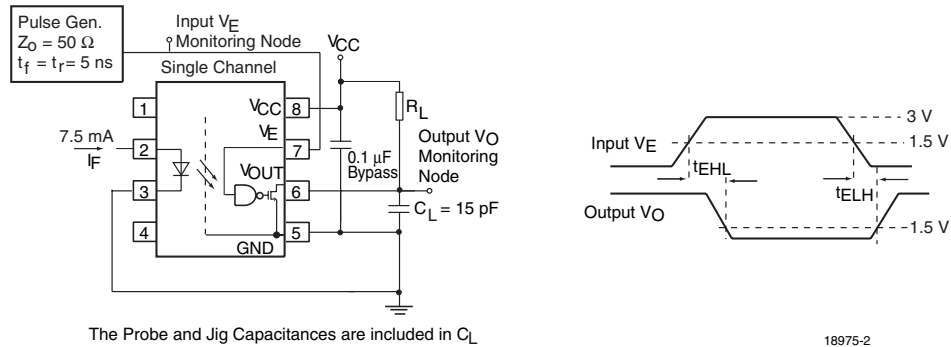 Pulse Gen.
Z₀ = 50 Ω
t_f = t_r = 5 ns
Input V_E
Monitoring Node
Single Channel
V_CC
1
2
3
4
V_CC 8
V_E 7
V_OUT 6
GND 5
7.5 mA
I_F
R_L
0.1 µF
Bypass
Output V_O
Monitoring
Node
C_L = 15 pF
The Probe and Jig Capacitances are included in C_L
Input V_E
3 V
1.5 V
t_EHL
t_ELH
Output V_O
1.5 V
18975-2